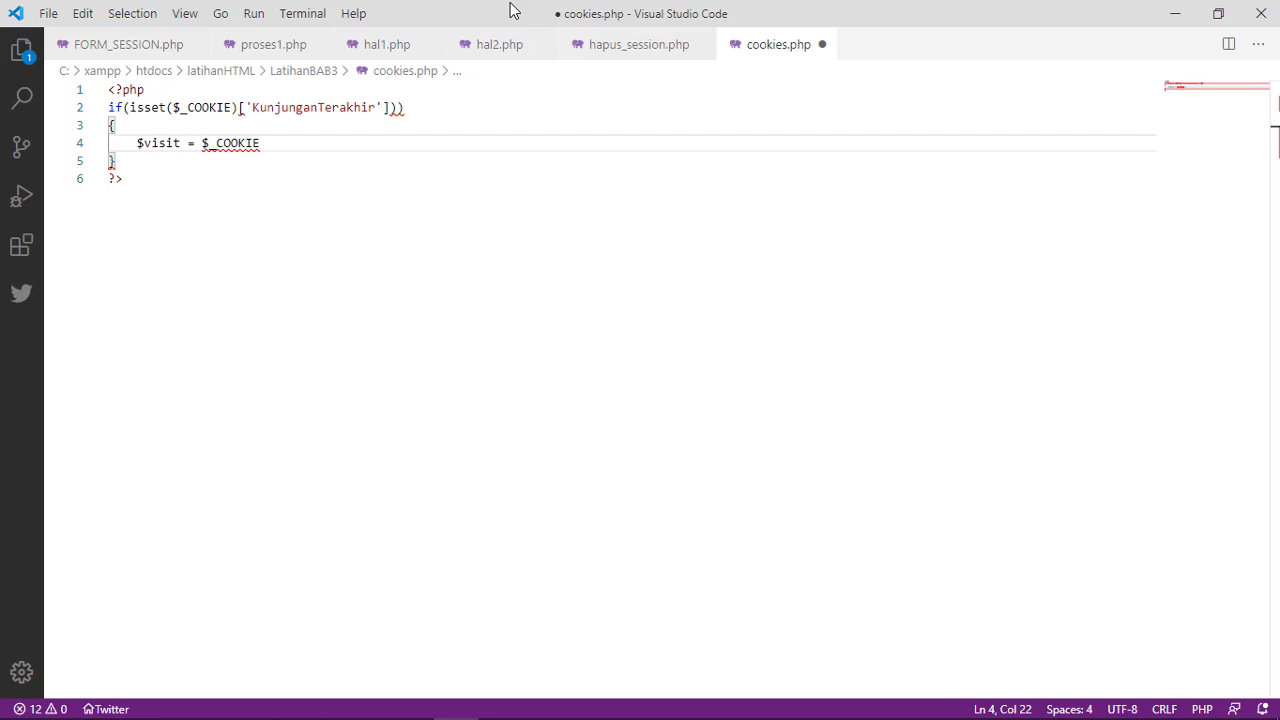 File Edit Selection View Go Run Terminal Help ● cookies.php - Visual Studio Code
FORM_SESSION.php proses1.php hal1.php hal2.php hapus_session.php cookies.php ●
C: > xampp > htdocs > latihanHTML > LatihanBAB3 > cookies.php > ...
1 <?php
2 if(isset($_COOKIE)['KunjunganTerakhir']))
3 {
4     $visit = $_COOKIE
5 }
6 ?>
1
12 0 Twitter Ln 4, Col 22 Spaces: 4 UTF-8 CRLF PHP